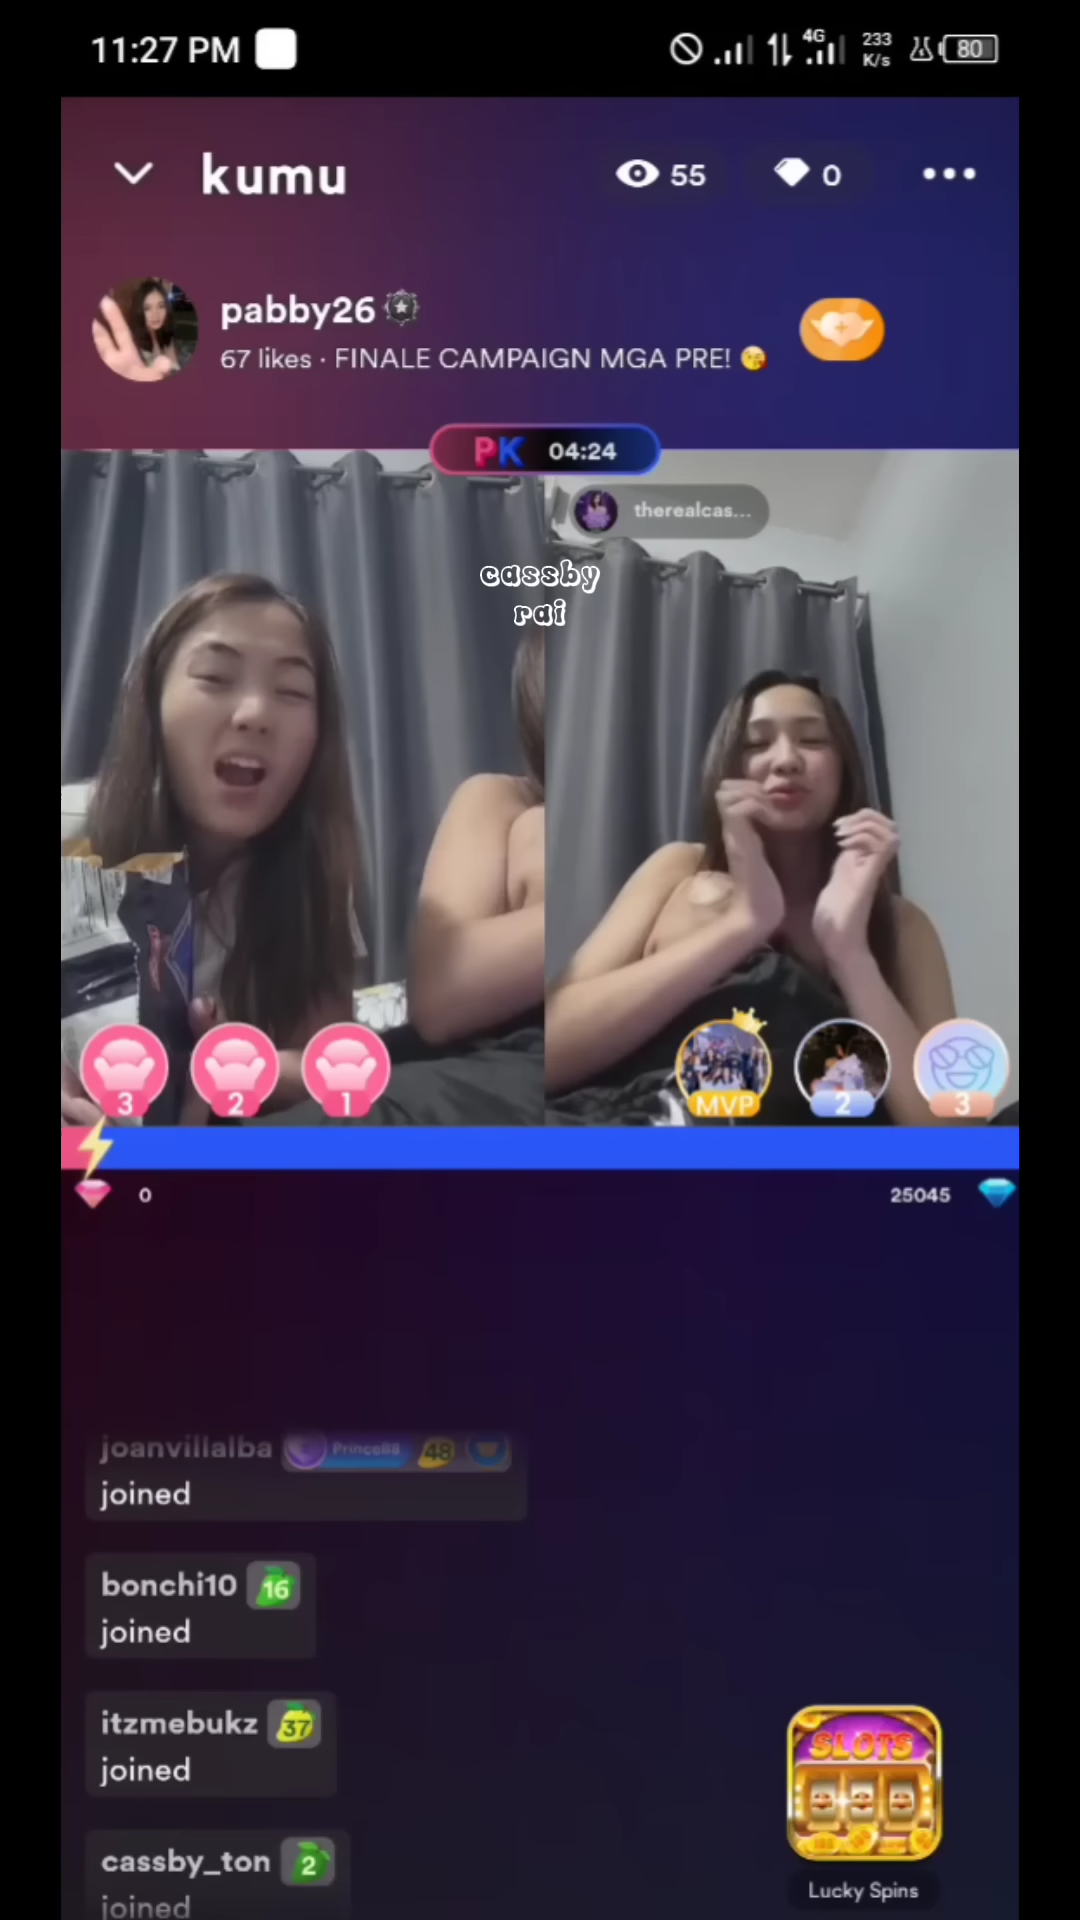 11:27 PM
4G
233
K/s
80
kumu
55
0
pabby26
67 likes · FINALE CAMPAIGN MGA PRE! 😘
PK 04:24
therealcas...
cassby
rai
3
2
1
MVP
2
3
0
25045
joanvillalba Prince88 48
joined
bonchi10 16
joined
itzmebukz 37
joined
cassby_ton 2
joined
SLOTS
Lucky Spins